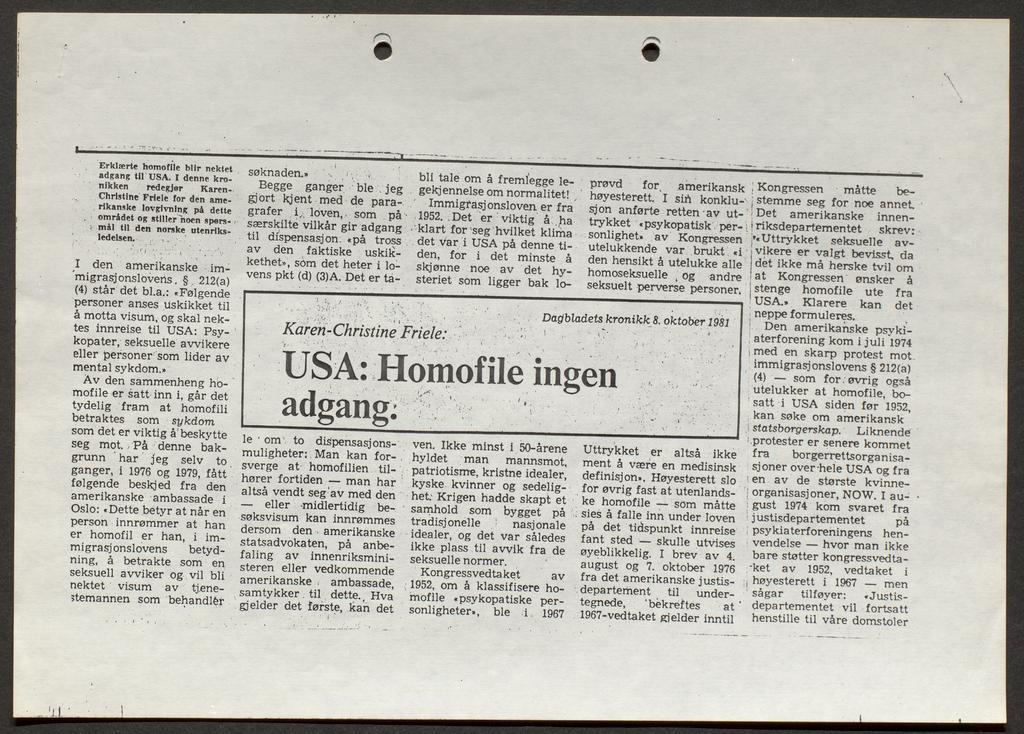 Erklærte homofile blir nektet
adgang til USA. I denne kro-
nikken redegjør Karen-
Christine Friele for den ame-
rikanske lovgivning på dette
området og stiller noen spørs-
mål til den norske utenriks-
ledelsen.
I den amerikanske im-
migrasjonslovens § 212(a)
(4) står det bl.a.: «Følgende
personer anses uskikket til
å motta visum, og skal nek-
tes innreise til USA: Psy-
kopater, seksuelle avvikere
eller personer som lider av
mental sykdom.»
Av den sammenheng ho-
mofile er satt inn i, går det
tydelig fram at homofili
betraktes som sykdom
som det er viktig å beskytte
seg mot. På denne bak-
grunn har jeg selv to
ganger, i 1976 og 1979, fått
følgende beskjed fra den
amerikanske ambassade i
Oslo: «Dette betyr at når en
person innrømmer at han
er homofil er han, i im-
migrasjonslovens betyd-
ning, å betrakte som en
seksuell avviker og vil bli
nektet visum av tjene-
stemannen som behandler
søknaden.»
Begge ganger ble jeg
gjort kjent med de para-
grafer i loven, som på
særskilte vilkår gir adgang
til dispensasjon «på tross
av den faktiske uskik-
kethet», som det heter i lo-
vens pkt (d) (3)A. Det er ta-
Karen-Christine Friele:
Dagbladets kronikk 8. oktober 1981
USA: Homofile ingen
adgang.
le om to dispensasjons-
muligheter: Man kan for-
sverge at homofilien til-
hører fortiden — man har
altså vendt seg av med den
— eller midlertidig be-
søksvisum kan innrømmes
dersom den amerikanske
statsadvokaten, på anbe-
faling av innenriksmini-
steren eller vedkommende
amerikanske ambassade,
samtykker til dette. Hva
gjelder det første, kan det
bli tale om å fremlegge le-
gekjennelse om normalitet!
Immigrasjonsloven er fra
1952. Det er viktig å ha
klart for seg hvilket klima
det var i USA på denne ti-
den, for i det minste å
skjønne noe av det hy-
steriet som ligger bak lo-
ven. Ikke minst i 50-årene
hyldet man mannsmot,
patriotisme, kristne idealer,
kyske kvinner og sedelig-
het. Krigen hadde skapt et
samhold som bygget på
tradisjonelle nasjonale
idealer, og det var således
ikke plass til avvik fra de
seksuelle normer.
Kongressvedtaket av
1952, om å klassifisere ho-
mofile «psykopatiske per-
sonligheter», ble i 1967
prøvd for amerikansk
høyesterett. I sin konklu-
sjon anførte retten av ut-
trykket «psykopatisk per-
sonlighet» av Kongressen
utelukkende var brukt «i
den hensikt å utelukke alle
homoseksuelle og andre
seksuelt perverse personer.
Uttrykket er altså ikke
ment å være en medisinsk
definisjon». Høyesterett slo
for øvrig fast at utenlands-
ke homofile — som måtte
sies å falle inn under loven
på det tidspunkt innreise
fant sted — skulle utvises
øyeblikkelig. I brev av 4.
august og 7. oktober 1976
fra det amerikanske justis-
departement til under-
tegnede, bekreftes at
1967-vedtaket gjelder inntil
Kongressen måtte be-
stemme seg for noe annet.
Det amerikanske innen-
riksdepartementet skrev:
«Uttrykket seksuelle av-
vikere er valgt bevisst, da
det ikke må herske tvil om
at Kongressen ønsker å
stenge homofile ute fra
USA.» Klarere kan det
neppe formuleres.
Den amerikanske psyki-
aterforening kom i juli 1974
med en skarp protest mot
immigrasjonslovens § 212(a)
(4) — som for øvrig også
utelukker at homofile, bo-
satt i USA siden før 1952,
kan søke om amerikansk
statsborgerskap. Liknende
protester er senere kommet
fra borgerrettsorganisa-
sjoner over hele USA og fra
en av de største kvinne-
organisasjoner, NOW. I au-
gust 1974 kom svaret fra
justisdepartementet på
psykiaterforeningens hen-
vendelse — hvor man ikke
bare støtter kongressvedta-
ket av 1952, vedtaket i
høyesterett i 1967 — men
sågar tilføyer: «Justis-
departementet vil fortsatt
henstille til våre domstoler